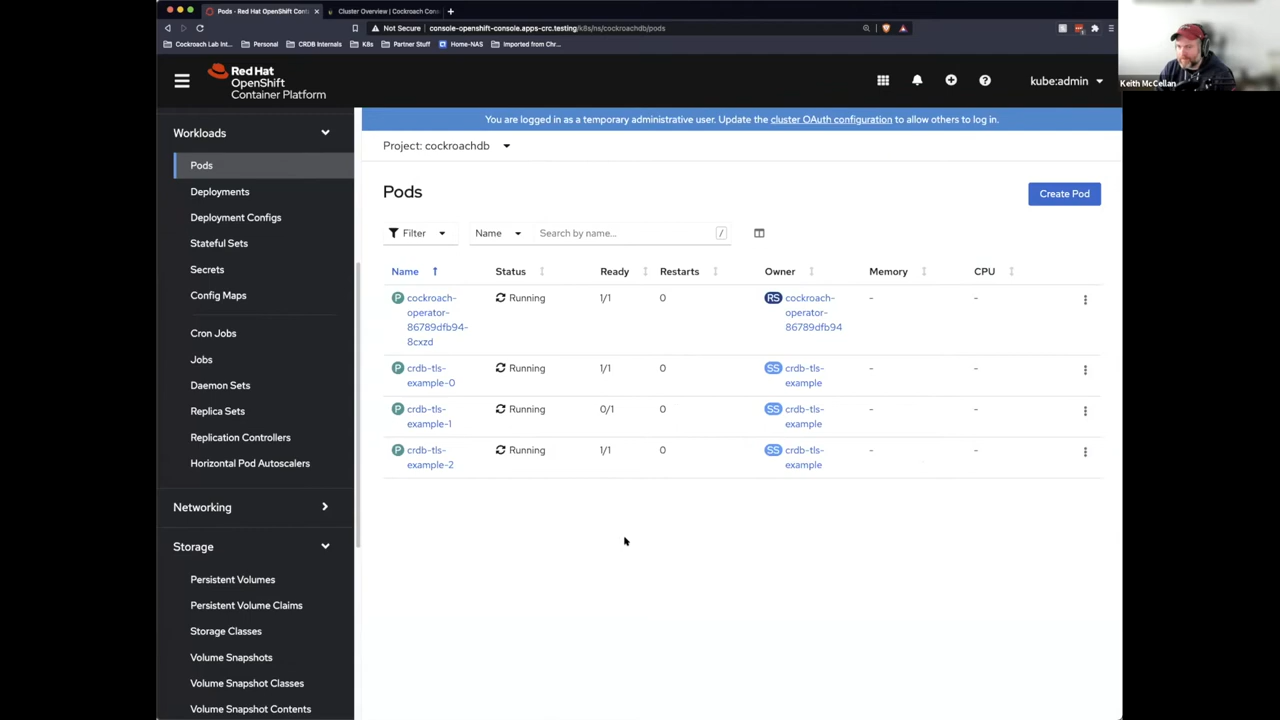 Pods - Red Hat OpenShift Cont
Cluster Overview | Cockroach Con
Not Secure
console-openshift-console.apps-crc.testing/k8s/ns/cockroachdb/pods
Cockroach Lab Int...
Personal
CRDB Internals
K8s
Partner Stuff
Home-NAS
Imported from Chr...
Keith McCellan
Red Hat
OpenShift
Container Platform
kube:admin
You are logged in as a temporary administrative user. Update the cluster OAuth configuration to allow others to log in.
Workloads
Pods
Deployments
Deployment Configs
Stateful Sets
Secrets
Config Maps
Cron Jobs
Jobs
Daemon Sets
Replica Sets
Replication Controllers
Horizontal Pod Autoscalers
Networking
Storage
Persistent Volumes
Persistent Volume Claims
Storage Classes
Volume Snapshots
Volume Snapshot Classes
Volume Snapshot Contents
Project: cockroachdb
Pods
Create Pod
Filter
Name
Search by name...
/
Name
Status
Ready
Restarts
Owner
Memory
CPU
P cockroach-
operator-
86789dfb94-
8cxzd
Running
1/1
0
RS cockroach-
operator-
86789dfb94
-
-
P crdb-tls-
example-0
Running
1/1
0
SS crdb-tls-
example
-
-
P crdb-tls-
example-1
Running
0/1
0
SS crdb-tls-
example
-
-
P crdb-tls-
example-2
Running
1/1
0
SS crdb-tls-
example
-
-